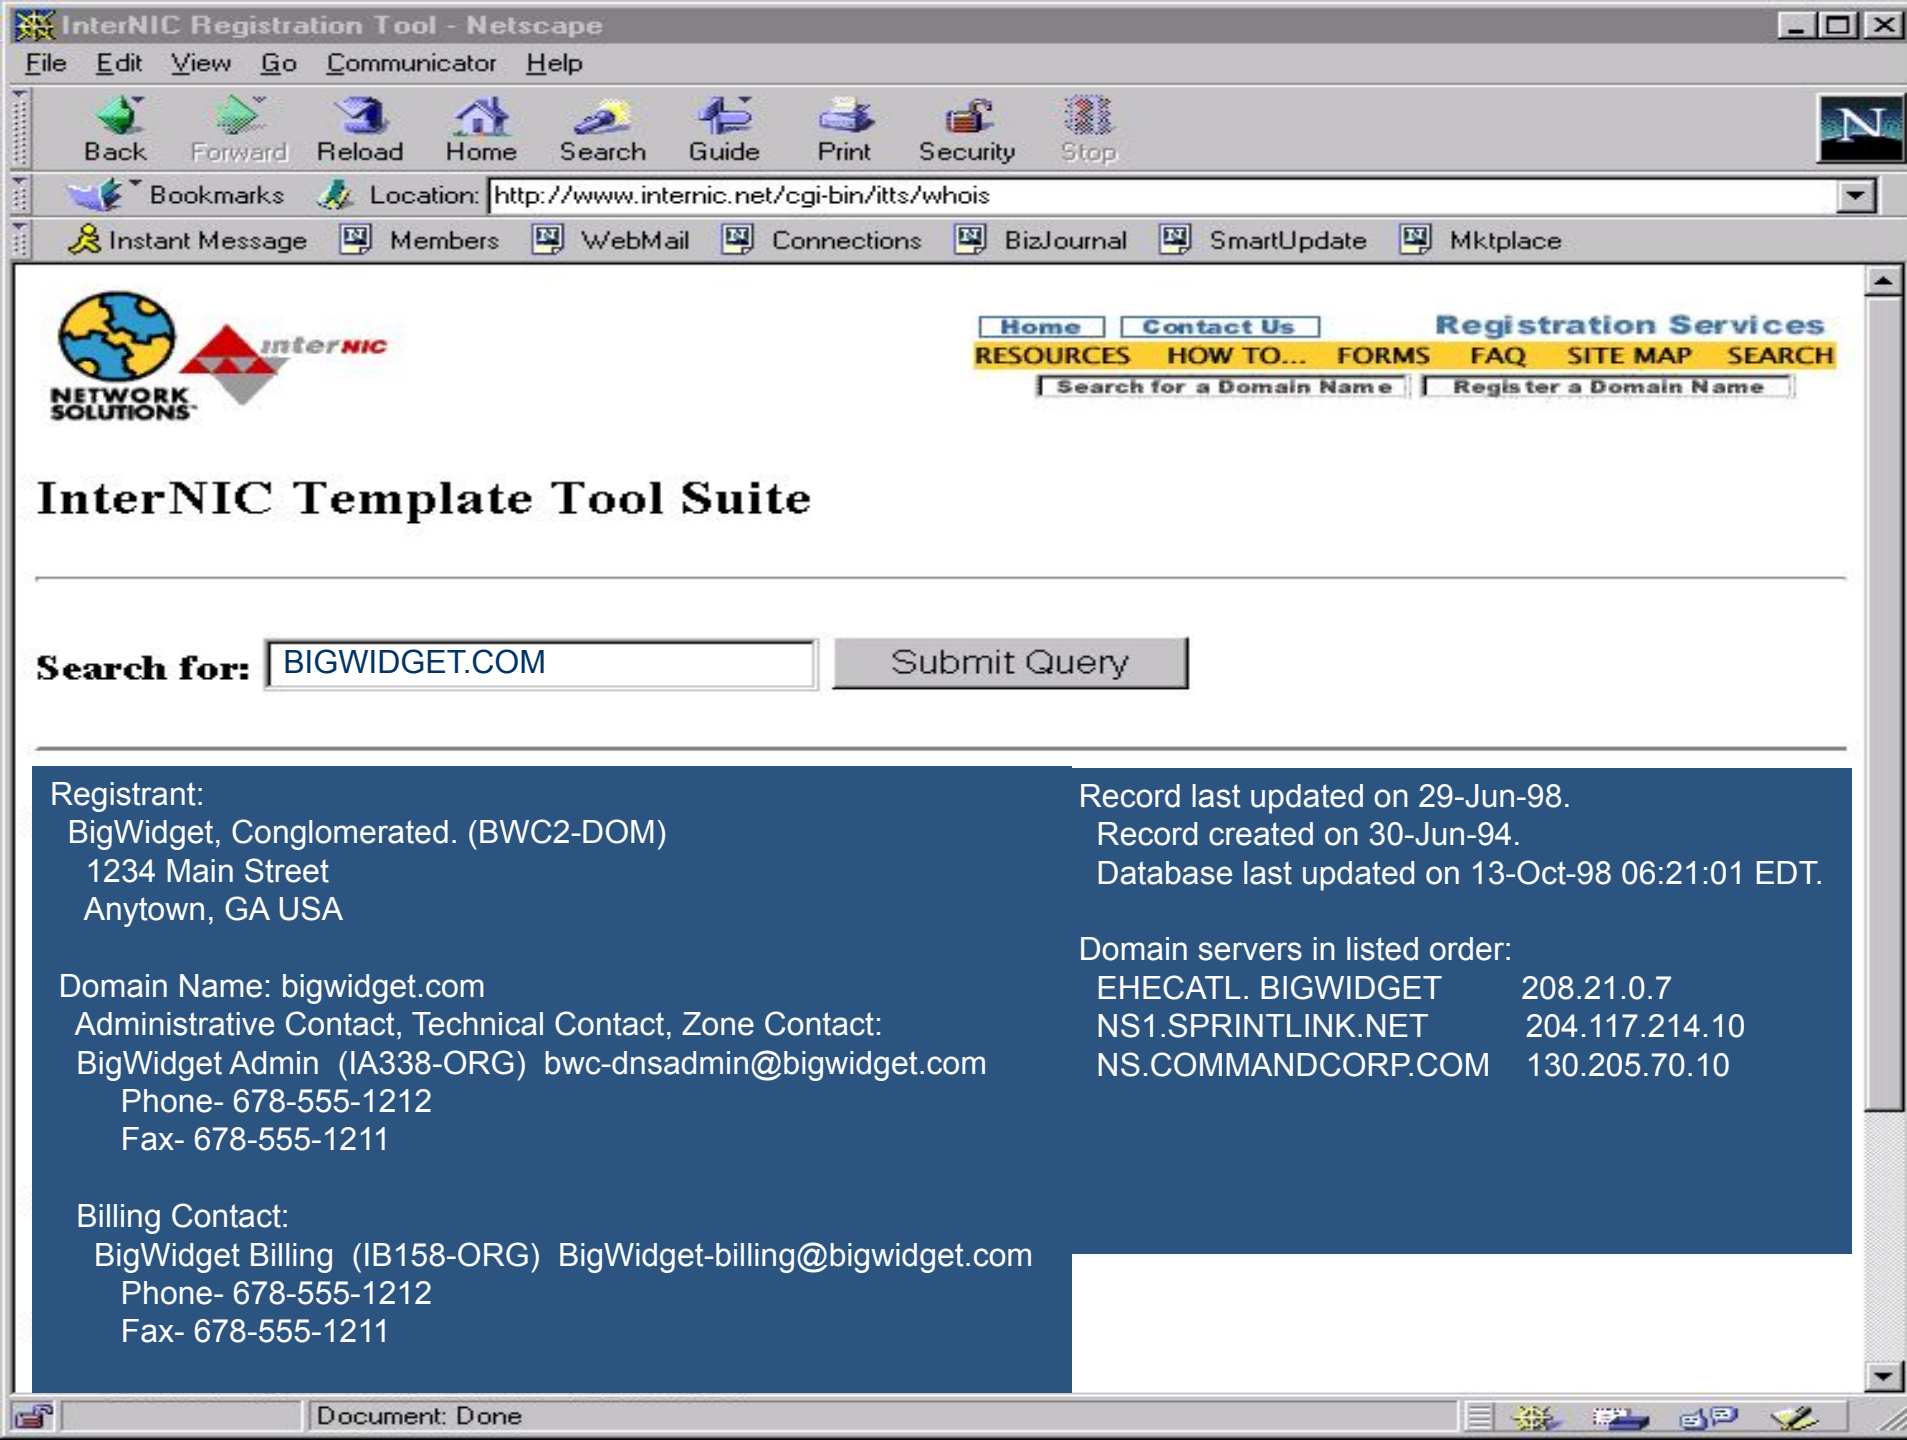 InterNIC Registration Tool - Netscape
File Edit View Go Communicator Help
Back Forward Reload Home Search Guide Print Security Stop
N
Bookmarks Location: http://www.internic.net/cgi-bin/itts/whois
Instant Message Members WebMail Connections BizJournal SmartUpdate Mktplace
NETWORK
SOLUTIONS
InterNIC
Home Contact Us Registration Services
RESOURCES HOW TO... FORMS FAQ SITE MAP SEARCH
Search for a Domain Name Register a Domain Name
InterNIC Template Tool Suite
Search for: BIGWIDGET.COM Submit Query
Registrant:
BigWidget, Conglomerated. (BWC2-DOM)
1234 Main Street
Anytown, GA USA
Domain Name: bigwidget.com
Administrative Contact, Technical Contact, Zone Contact:
BigWidget Admin (IA338-ORG) bwc-dnsadmin@bigwidget.com
Phone- 678-555-1212
Fax- 678-555-1211
Billing Contact:
BigWidget Billing (IB158-ORG) BigWidget-billing@bigwidget.com
Phone- 678-555-1212
Fax- 678-555-1211
Record last updated on 29-Jun-98.
Record created on 30-Jun-94.
Database last updated on 13-Oct-98 06:21:01 EDT.
Domain servers in listed order:
EHECATL. BIGWIDGET 208.21.0.7
NS1.SPRINTLINK.NET 204.117.214.10
NS.COMMANDCORP.COM 130.205.70.10
Document: Done